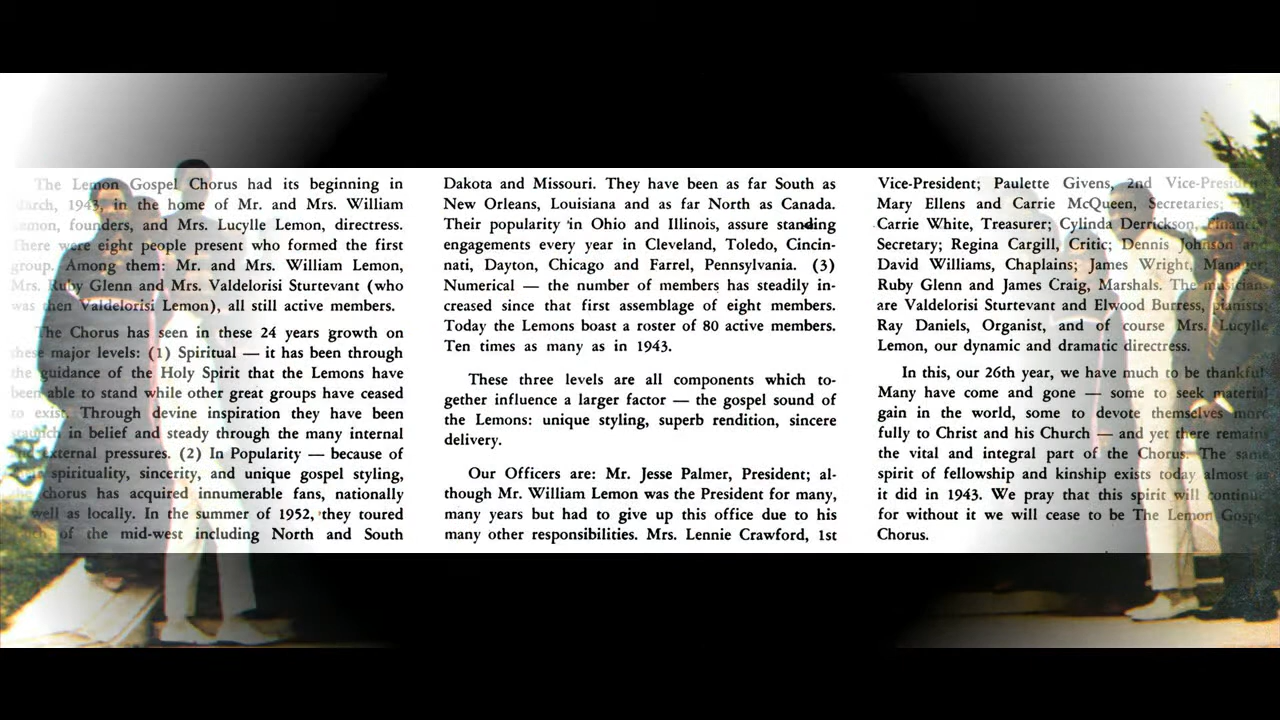 The Lemon Gospel Chorus had its beginning in
March, 1943, in the home of Mr. and Mrs. William
Lemon, founders, and Mrs. Lucylle Lemon, directress.
There were eight people present who formed the first
group. Among them: Mr. and Mrs. William Lemon,
Mrs. Ruby Glenn and Mrs. Valdelorisi Sturtevant (who
was then Valdelorisi Lemon), all still active members.
The Chorus has seen in these 24 years growth on
these major levels: (1) Spiritual — it has been through
the guidance of the Holy Spirit that the Lemons have
been able to stand while other great groups have ceased
to exist. Through devine inspiration they have been
staunch in belief and steady through the many internal
and external pressures. (2) In Popularity — because of
spirituality, sincerity, and unique gospel styling,
the chorus has acquired innumerable fans, nationally
as well as locally. In the summer of 1952, they toured
of the mid-west including North and South
Dakota and Missouri. They have been as far South as
New Orleans, Louisiana and as far North as Canada.
Their popularity in Ohio and Illinois, assure standing
engagements every year in Cleveland, Toledo, Cincin-
nati, Dayton, Chicago and Farrel, Pennsylvania. (3)
Numerical — the number of members has steadily in-
creased since that first assemblage of eight members.
Today the Lemons boast a roster of 80 active members.
Ten times as many as in 1943.
These three levels are all components which to-
gether influence a larger factor — the gospel sound of
the Lemons: unique styling, superb rendition, sincere
delivery.
Our Officers are: Mr. Jesse Palmer, President; al-
though Mr. William Lemon was the President for many,
many years but had to give up this office due to his
many other responsibilities. Mrs. Lennie Crawford, 1st
Vice-President; Paulette Givens, 2nd Vice-President;
Mary Ellens and Carrie McQueen, Secretaries;
Carrie White, Treasurer; Cylinda Derrickson, Financial
Secretary; Regina Cargill, Critic; Dennis Johnson and
David Williams, Chaplains; James Wright, Manager;
Ruby Glenn and James Craig, Marshals. The musicians
are Valdelorisi Sturtevant and Elwood Burress, pianists;
Ray Daniels, Organist, and of course Mrs. Lucylle
Lemon, our dynamic and dramatic directress.
In this, our 26th year, we have much to be thankful.
Many have come and gone — some to seek material
gain in the world, some to devote themselves more
fully to Christ and his Church — and yet there remains
the vital and integral part of the Chorus. The same
spirit of fellowship and kinship exists today almost as
it did in 1943. We pray that this spirit will continue
for without it we will cease to be The Lemon Gospel
Chorus.